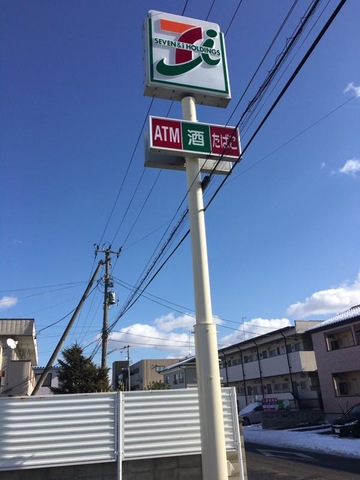 SEVEN & i HOLDINGS
ATM 酒 たばこ